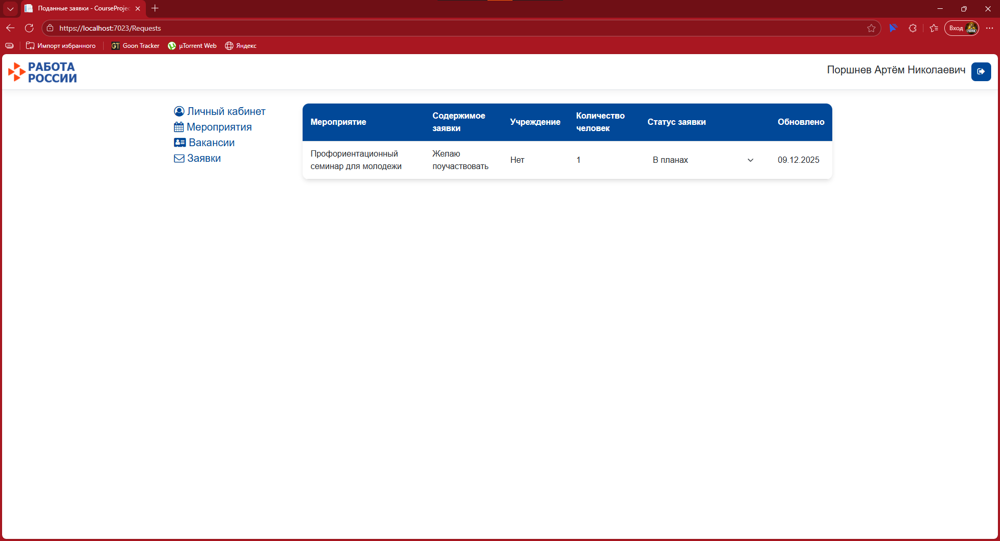 Поданные заявки - CourseProjec
https://localhost:7023/Requests
Вход
Импорт избранного
GT Goon Tracker
µTorrent Web
Яндекс
РАБОТА
РОССИИ
Поршнев Артём Николаевич
Личный кабинет
Мероприятия
Вакансии
Заявки
Мероприятие
Содержимое
заявки
Учреждение
Количество
человек
Статус заявки
Обновлено
Профориентационный
семинар для молодежи
Желаю
поучаствовать
Нет
1
В планах
09.12.2025